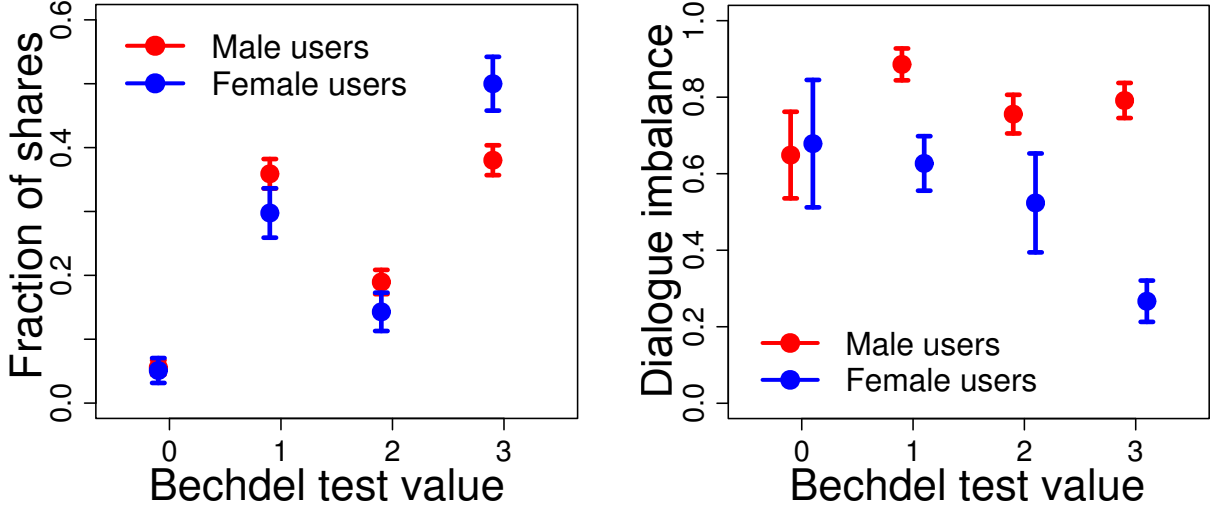 Fraction of shares
0.0
0.2
0.4
0.6
Male users
Female users
0 1 2 3
Bechdel test value
Dialogue imbalance
0.0
0.2
0.4
0.6
0.8
1.0
Male users
Female users
0 1 2 3
Bechdel test value